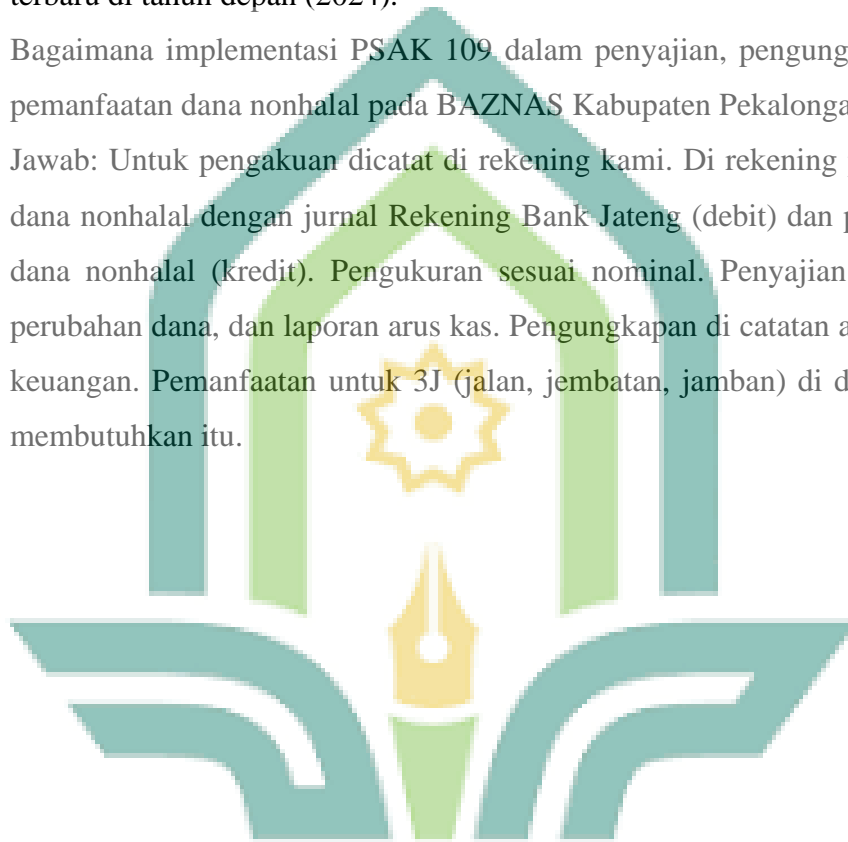 terbaru di tahun depan (2024).
Bagaimana implementasi PSAK 109 dalam penyajian,
pemanfaatan dana nonhalal pada BAZNAS Kabupaten
Jawab: Untuk pengakuan dicatat di rekening kami. Di rekening
dana nonhalal dengan jurnal Rekening Bank Jateng (debit) dan
dana nonhalal (kredit). Pengukuran sesuai nominal. Penyajian
perubahan dana, dan laporan arus kas. Pengungkapan di catatan
keuangan. Pemanfaatan untuk 3J (jalan, jembatan, jamban) di
membutuhkan itu.